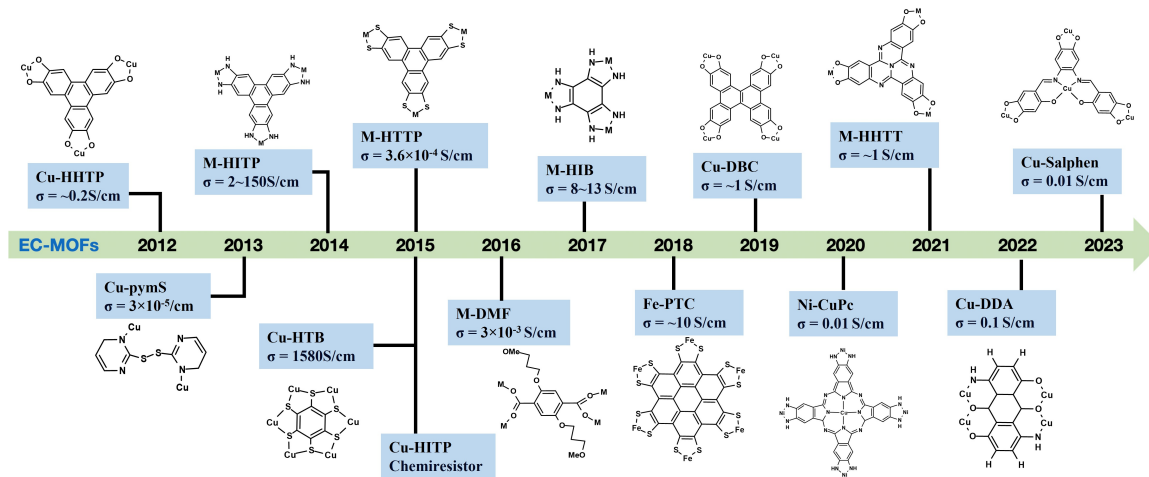 Cu-HHTP
σ = ~0.2S/cm
M-HITP
σ = 2~150S/cm
M-HTTP
σ = 3.6×10⁻⁴ S/cm
M-HIB
σ = 8~13 S/cm
Cu-DBC
σ = ~1 S/cm
M-HHTT
σ = ~1 S/cm
Cu-Salphen
σ = 0.01 S/cm
EC-MOFs 2012 2013 2014 2015 2016 2017 2018 2019 2020 2021 2022 2023
Cu-pymS
σ = 3×10⁻⁵/cm
Cu-HTB
σ = 1580S/cm
Cu-HITP
Chemiresistor
M-DMF
σ = 3×10⁻³ S/cm
Fe-PTC
σ = ~10 S/cm
Ni-CuPc
σ = 0.01 S/cm
Cu-DDA
σ = 0.1 S/cm